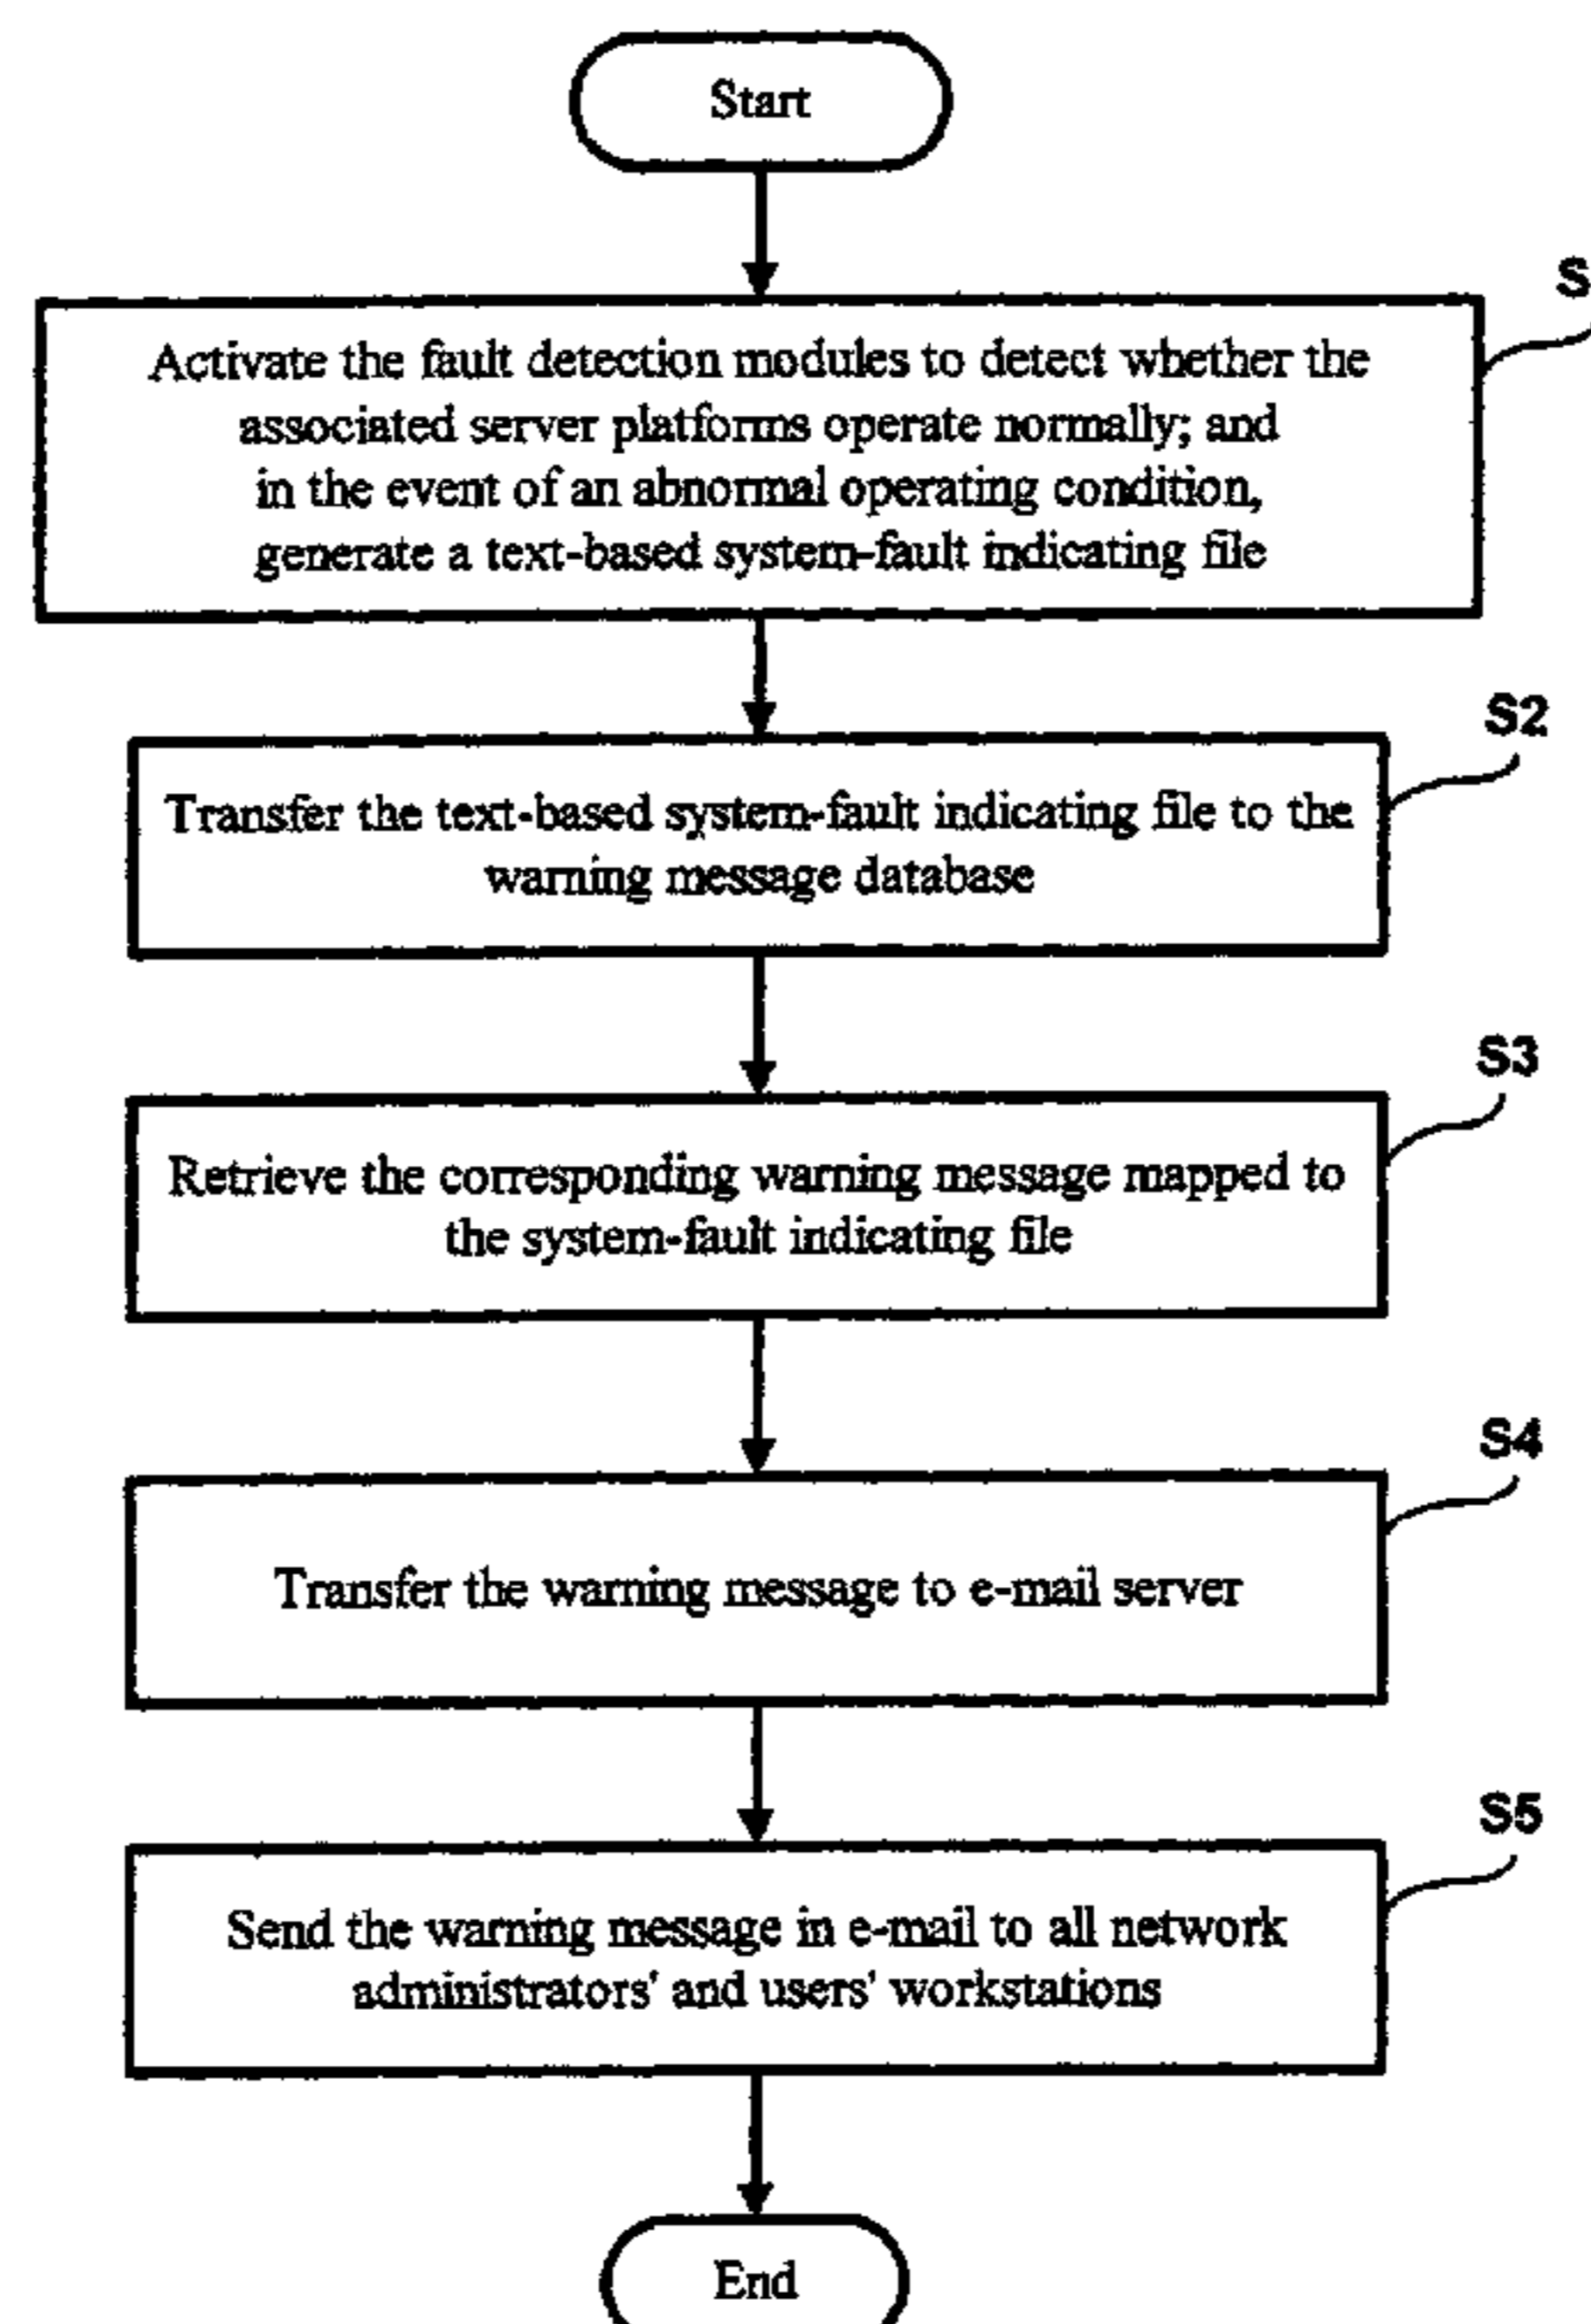 Start
S
Activate the fault detection modules to detect whether the
associated server platforms operate normally; and
in the event of an abnormal operating condition,
generate a text-based system-fault indicating file
S2
Transfer the text-based system-fault indicating file to the
warning message database
S3
Retrieve the corresponding warning message mapped to
the system-fault indicating file
S4
Transfer the warning message to e-mail server
S5
Send the warning message in e-mail to all network
administrators' and users' workstations
End